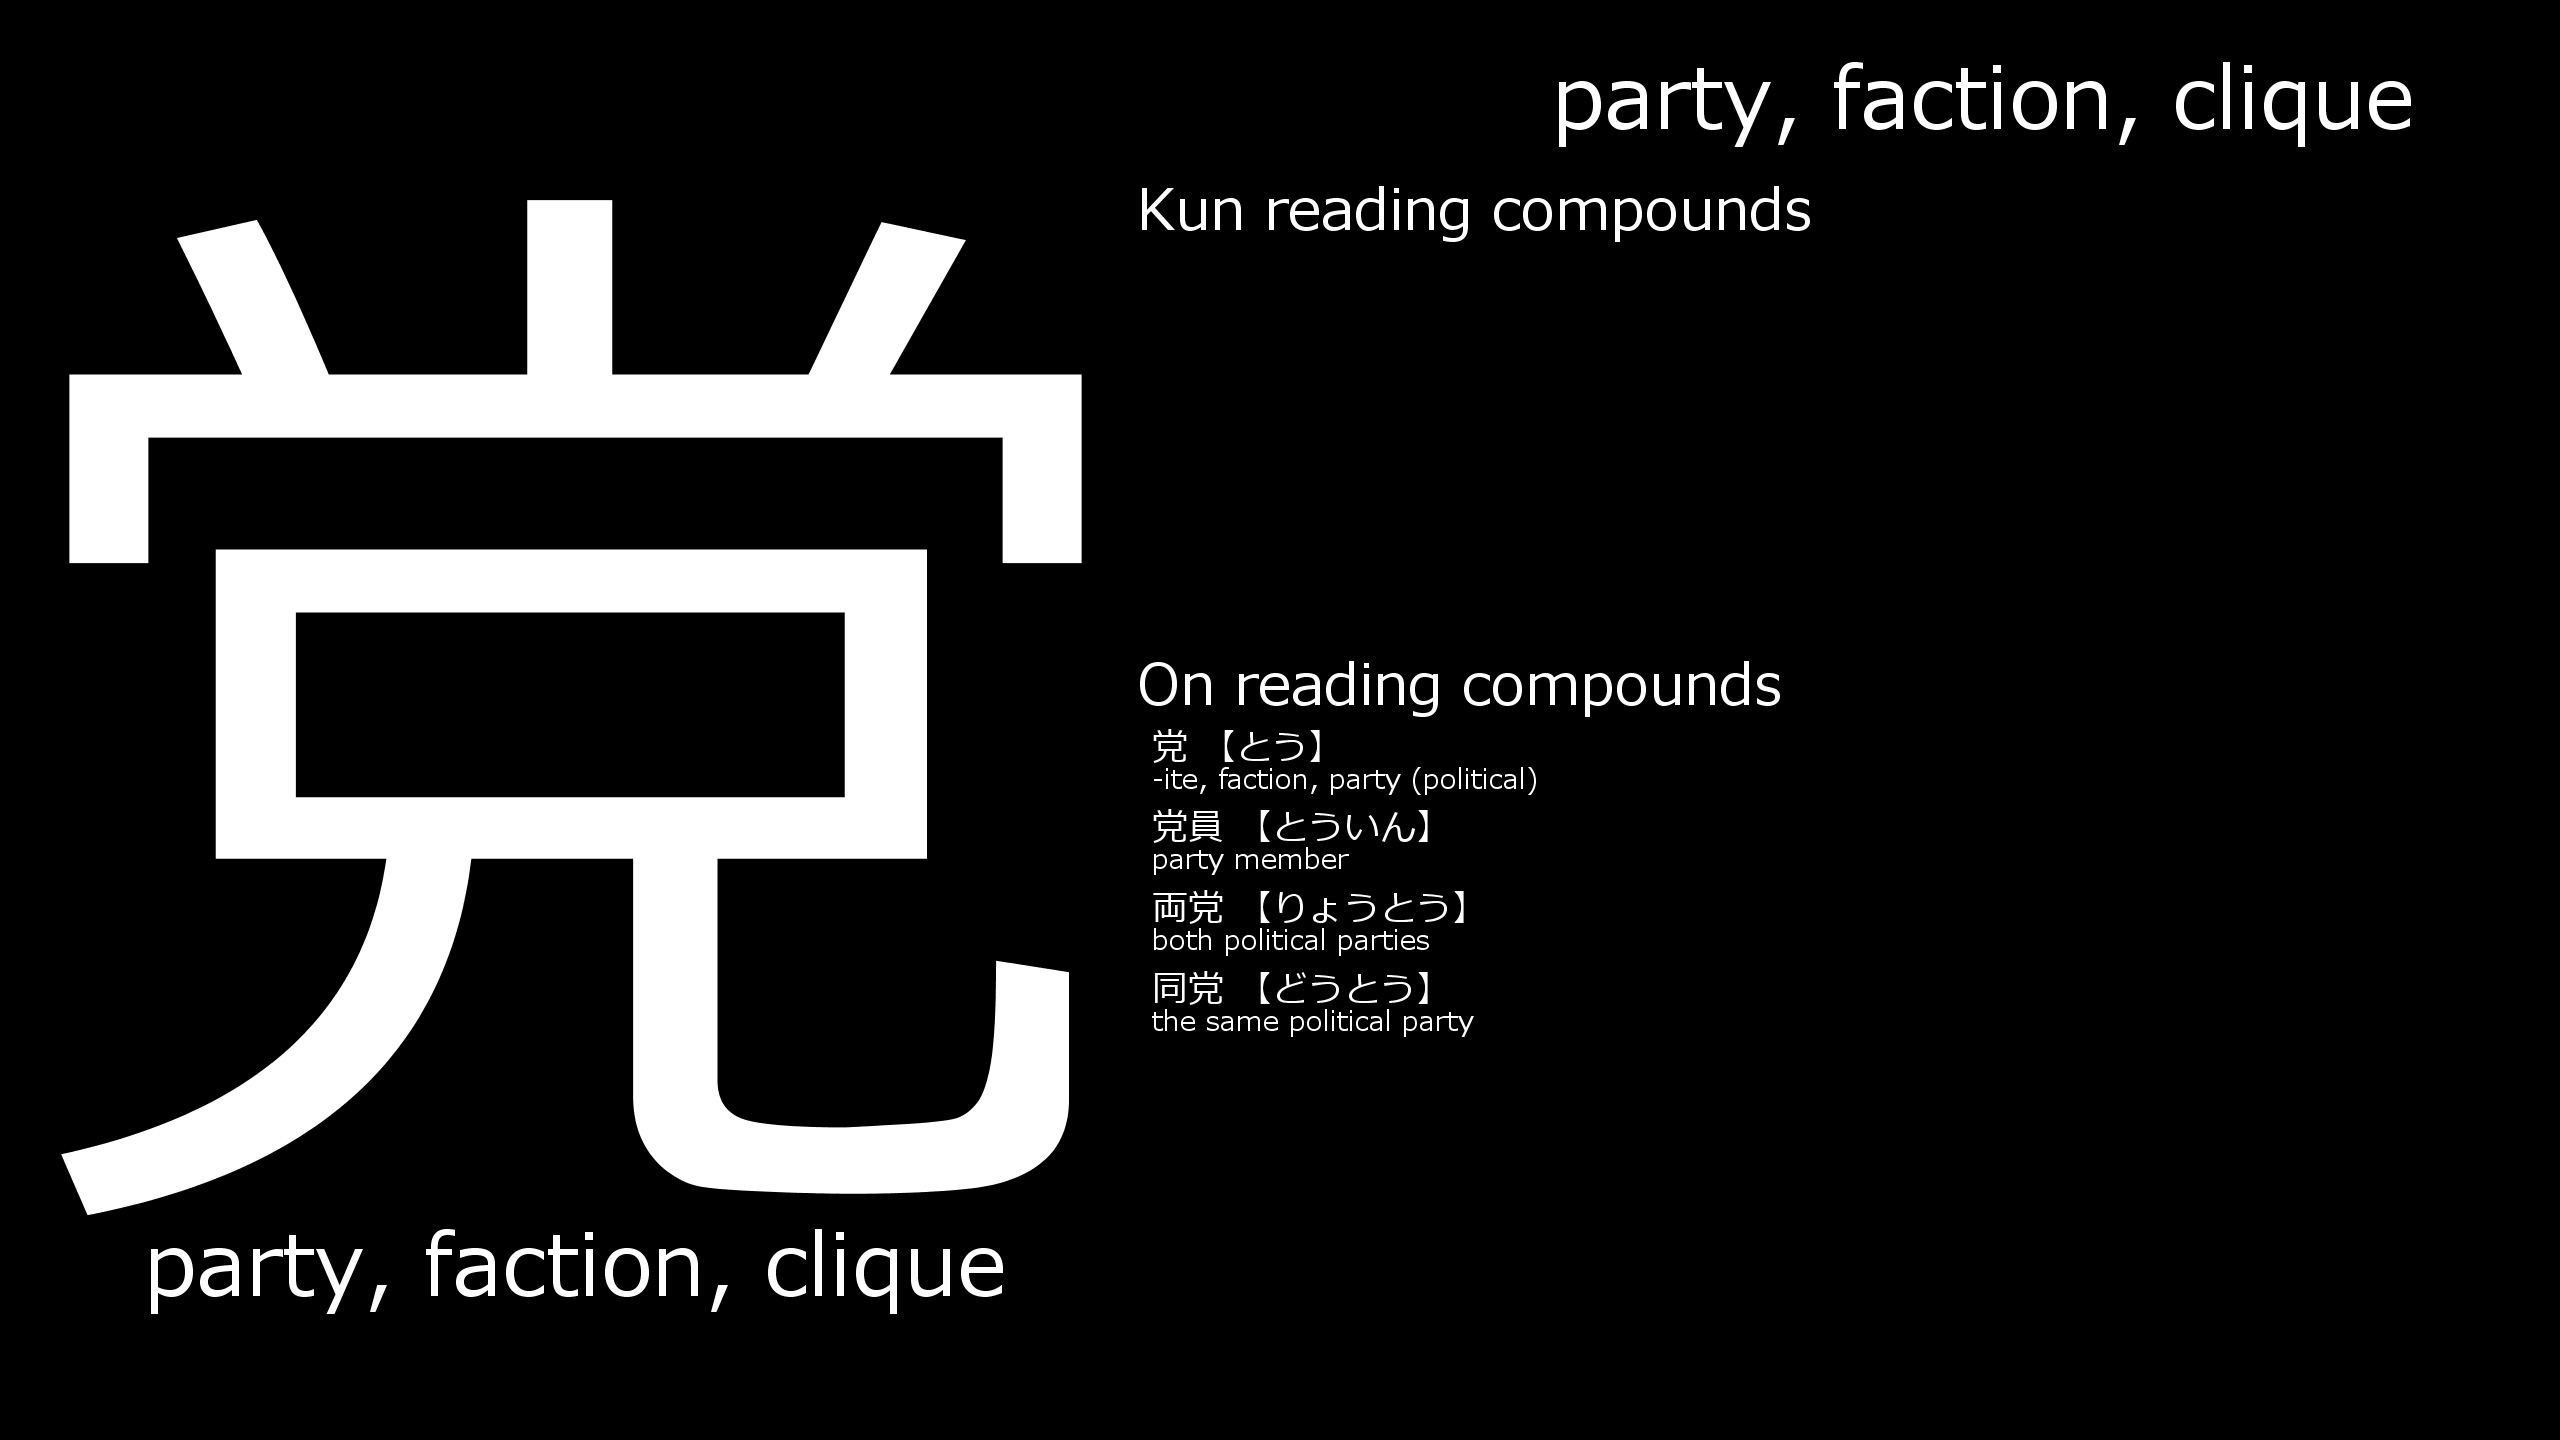 党
party, faction, clique
party, faction, clique
Kun reading compounds
On reading compounds
党 【とう】
-ite, faction, party (political)
党員 【とういん】
party member
両党 【りょうとう】
both political parties
同党 【どうとう】
the same political party